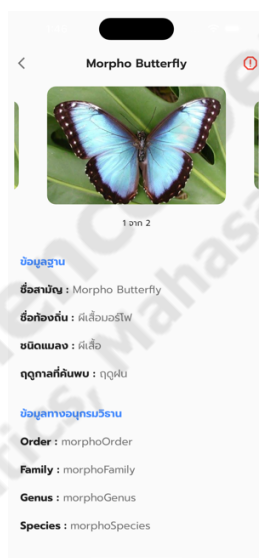 Morpho Butterfly
1 จาก 2
ข้อมูลฐาน
ชื่อสามัญ : Morpho Butterfly
ชื่อท้องถิ่น : ผีเสื้อมอร์โฟ
ชนิดแมลง : ผีเสื้อ
ฤดูกาลที่ค้นพบ : ฤดูฝน
ข้อมูลทางอนุกรมวิธาน
Order : morphoOrder
Family : morphoFamily
Genus : morphoGenus
Species : morphoSpecies